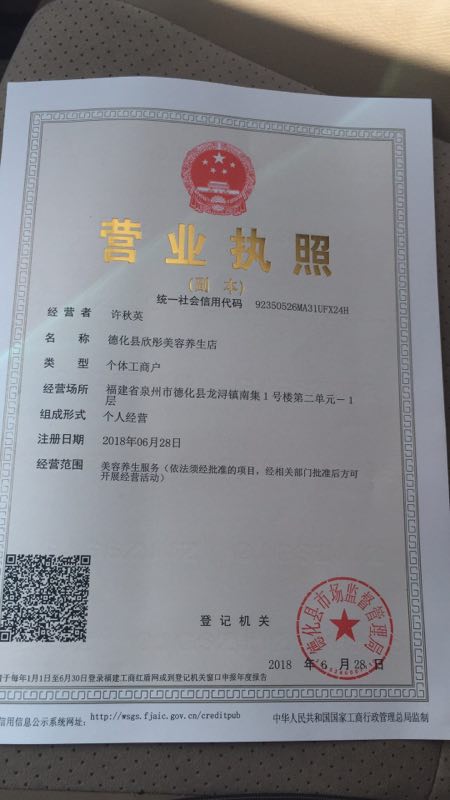 营业执照
(副本)
统一社会信用代码 92350526MA31UFX24H
经营者 许秋英
名称 德化县欣彤美容养生店
类型 个体工商户
经营场所 福建省泉州市德化县龙浔镇南集1号楼第二单元-1
层
组成形式 个人经营
注册日期 2018年06月28日
经营范围 美容养生服务（依法须经批准的项目，经相关部门批准后方可
开展经营活动）
登记机关
德化县市场监督管理局
2018 年 6 月 28 日
于每年1月1日至6月30日登录福建工商红盾网或到登记机关窗口申报年度报告
信用信息公示系统网址: http://wsgs.fjaic.gov.cn/creditpub
中华人民共和国国家工商行政管理总局监制